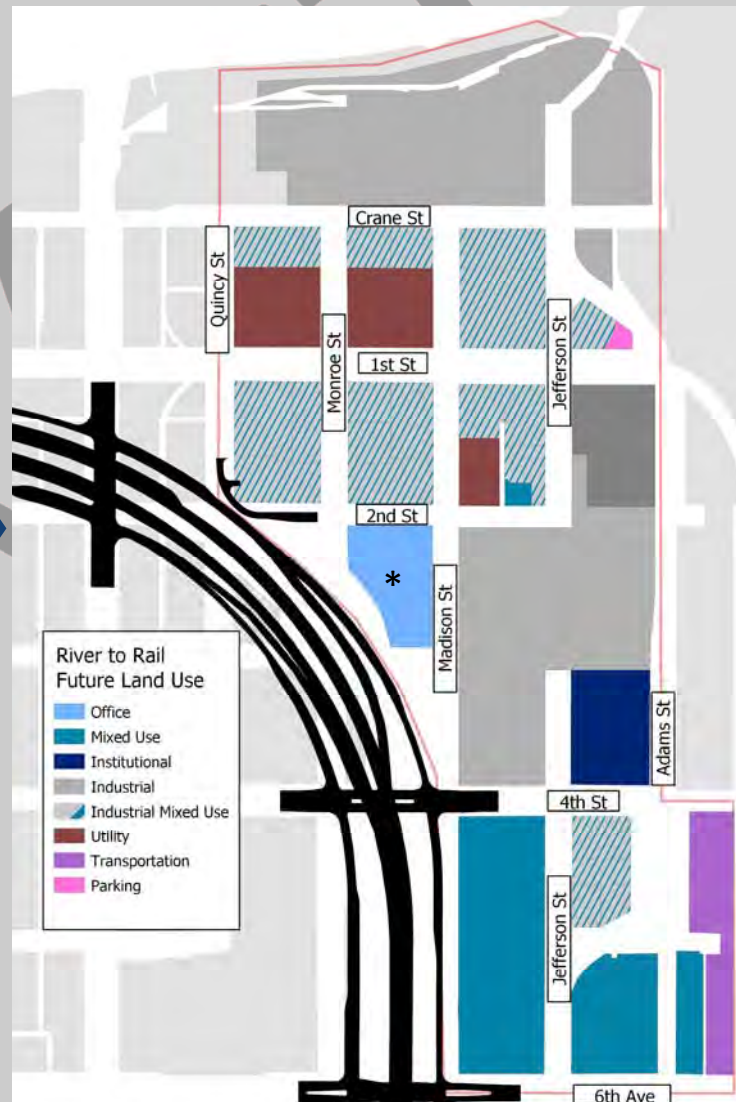 Crane St
Quincy St
Monroe St
1st St
Jefferson St
2nd St
*
Madison St
River to Rail
Future Land Use
Office
Mixed Use
Institutional
Industrial
Industrial Mixed Use
Utility
Transportation
Parking
Adams St
4th St
Jefferson St
6th Ave